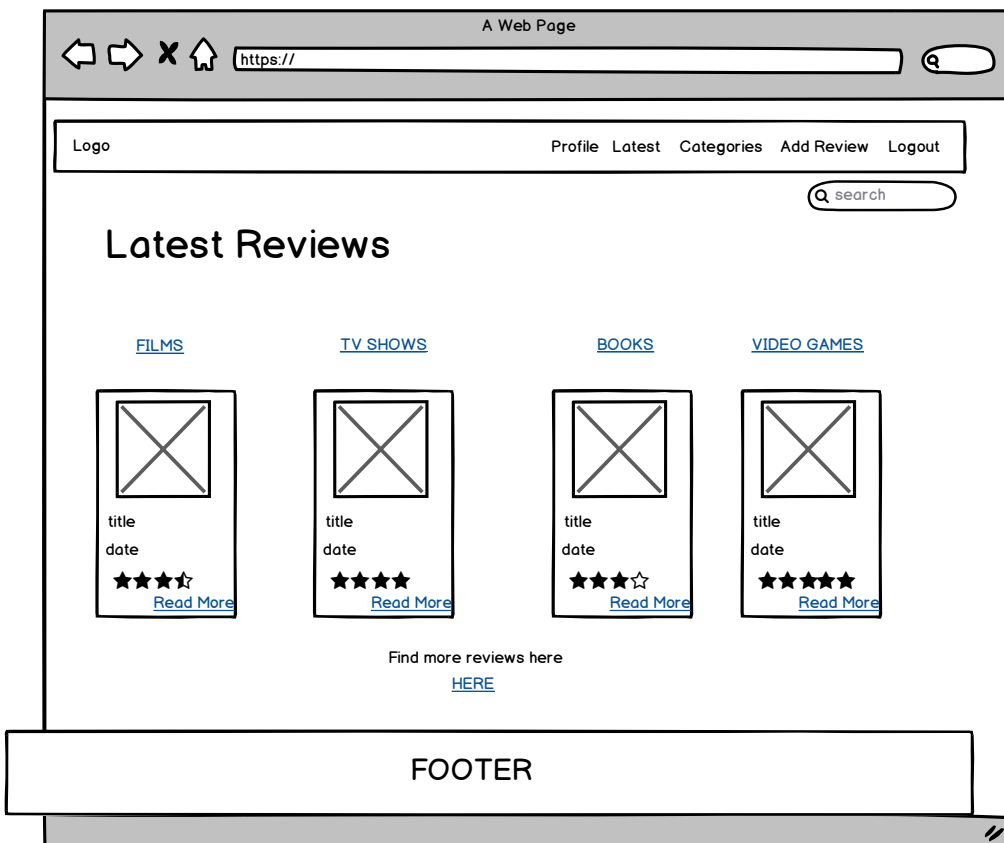 A Web Page
https://
Logo Profile Latest Categories Add Review Logout
search
Latest Reviews
FILMS TV SHOWS BOOKS VIDEO GAMES
title title title title
date date date date
Read More Read More Read More Read More
Find more reviews here
HERE
FOOTER